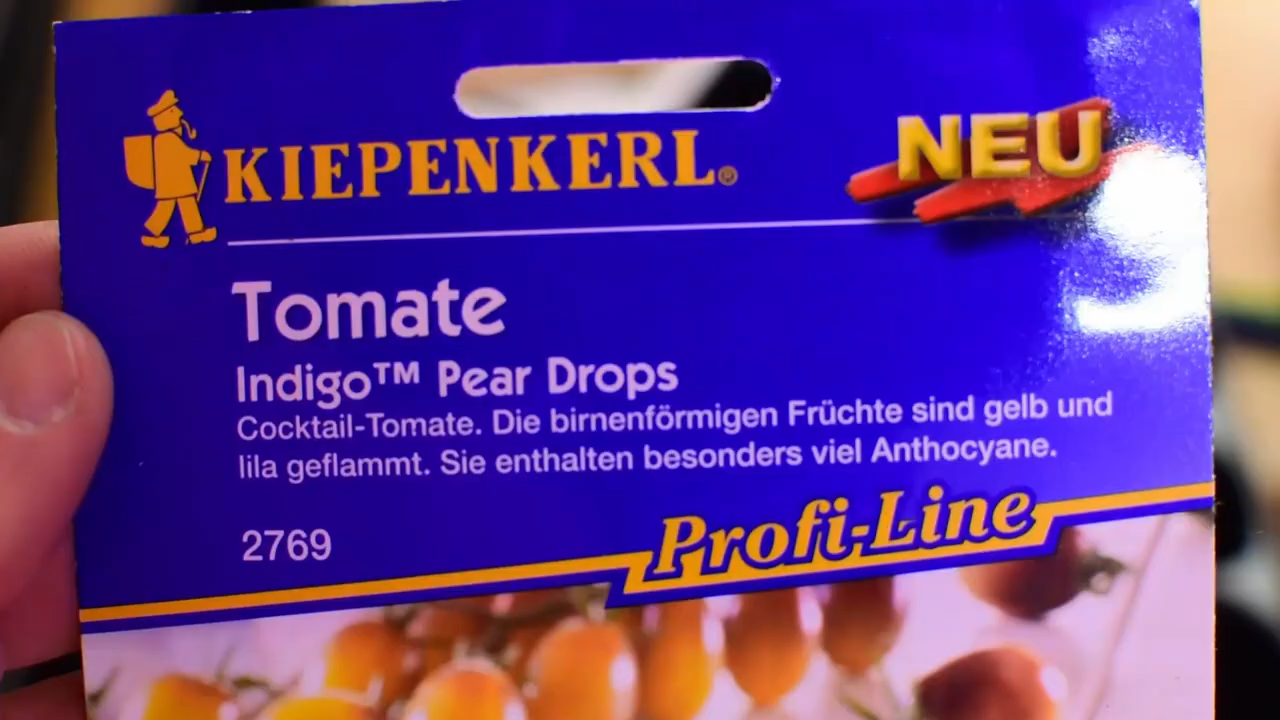 KIEPENKERL®
NEU
Tomate
Indigo™ Pear Drops
Cocktail-Tomate. Die birnenförmigen Früchte sind gelb und
lila geflammt. Sie enthalten besonders viel Anthocyane.
2769
Profi-Line